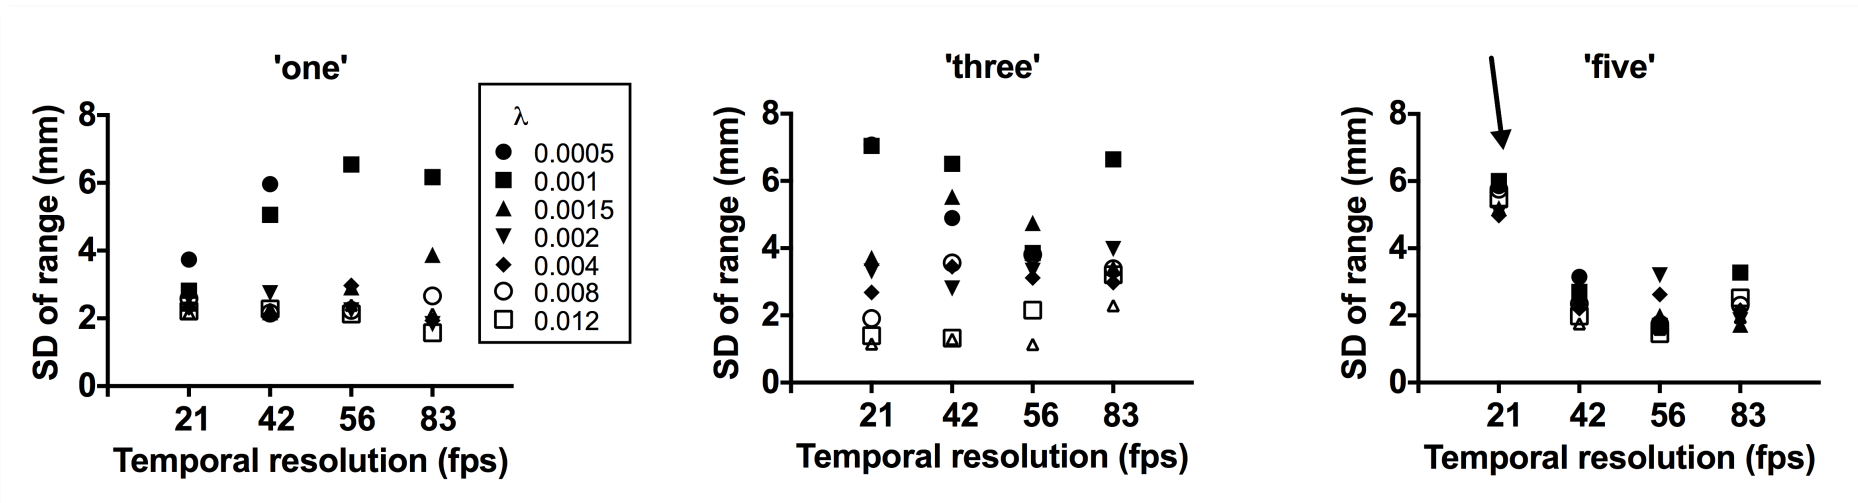 'one'
SD of range (mm)
8
6
4
2
0
21 42 56 83
Temporal resolution (fps)
λ
0.0005
0.001
0.0015
0.002
0.004
0.008
0.012
'three'
SD of range (mm)
8
6
4
2
0
21 42 56 83
Temporal resolution (fps)
'five'
SD of range (mm)
8
6
4
2
0
21 42 56 83
Temporal resolution (fps)